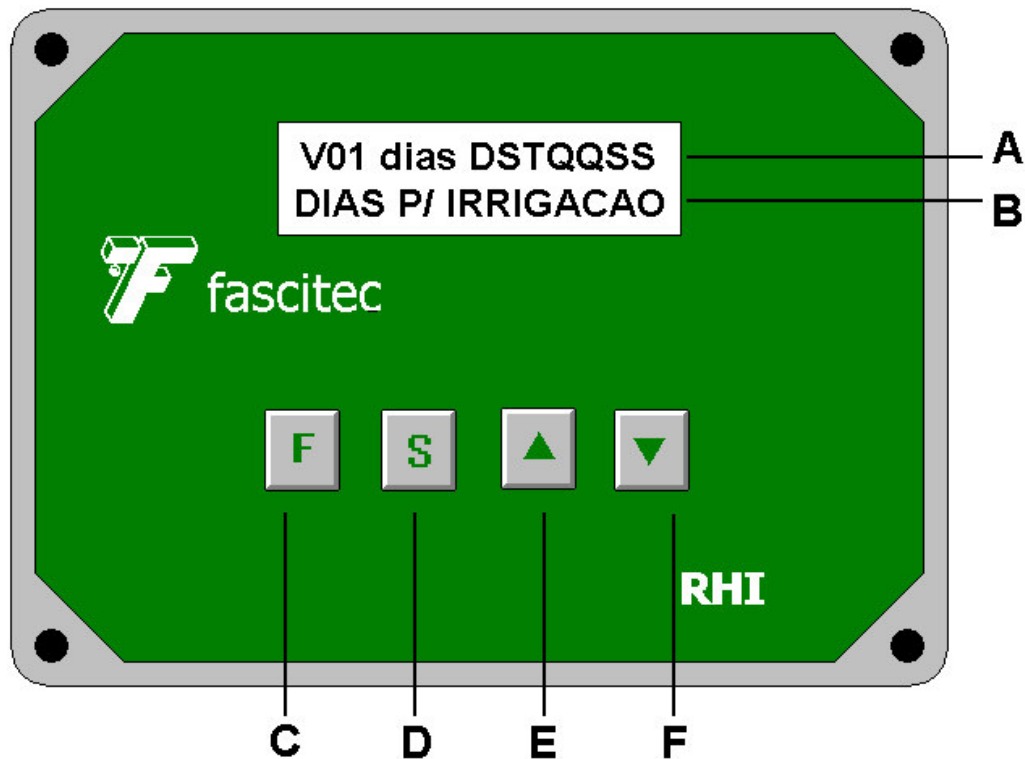 V01 dias DSTQQSS
DIAS P/ IRRIGACAO
A
B
fascitec
F S ▲ ▼
RHI
C D E F